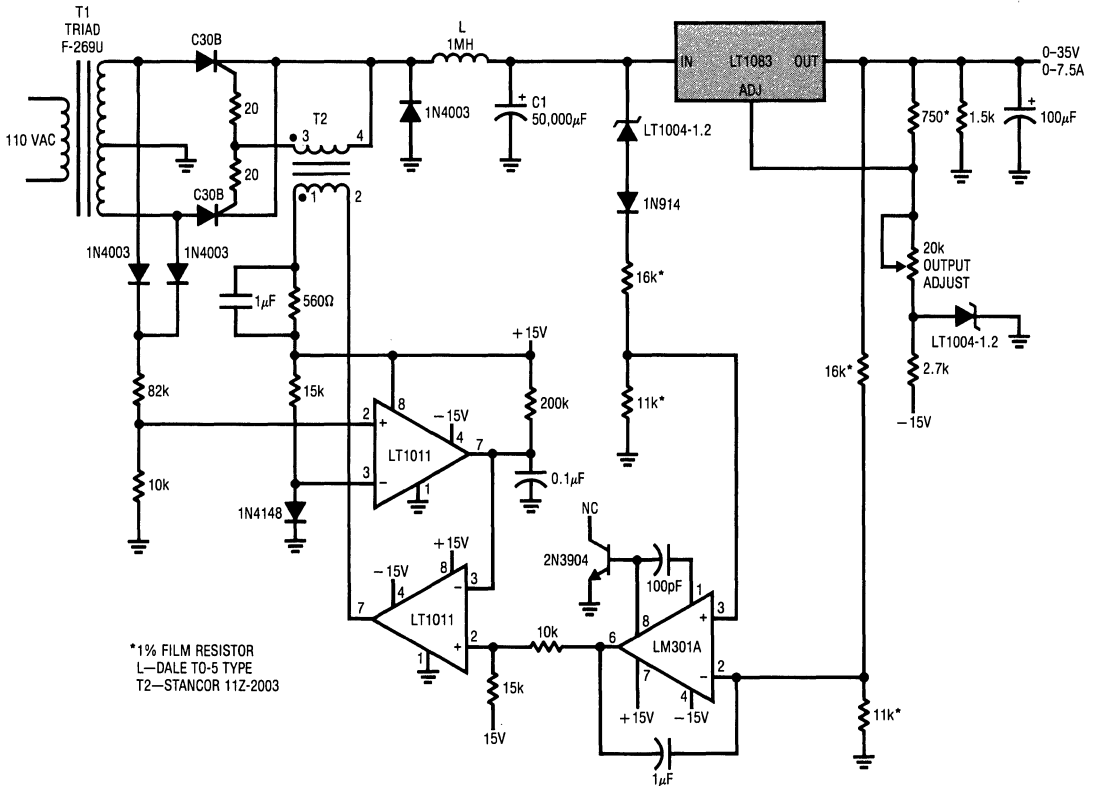 T1
TRIAD
F-269U
C30B
L
1MH
IN
LT1083
OUT
ADJ
0–35V
0–7.5A
20
T2
3
4
1N4003
+
C1
50,000µF
LT1004-1.2
750*
1.5k
+
100µF
110 VAC
20
C30B
1
2
1N914
1N4003
1N4003
16k*
20k
OUTPUT
ADJUST
1µF
560Ω
LT1004-1.2
+15V
16k*
2.7k
82k
15k
8
200k
11k*
−15V
−15V
2
+
4
7
LT1011
3
−
1
0.1µF
10k
1N4148
NC
2N3904
+15V
8
−15V
4
3
−
100pF
1
7
LT1011
8
3
+
1
2
+
10k
6
LM301A
*1% FILM RESISTOR
L—DALE TO-5 TYPE
T2—STANCOR 11Z-2003
7
2
−
15k
4
+15V
−15V
11k*
15V
1µF